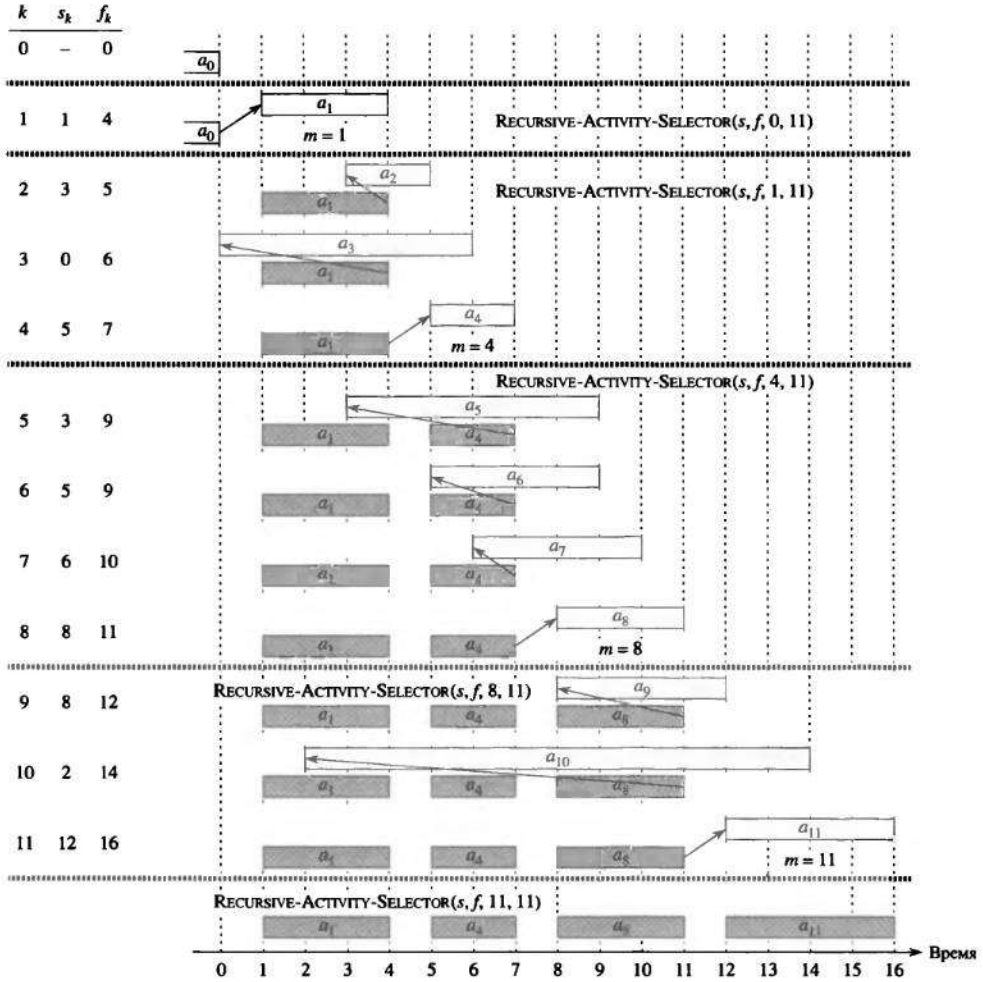 k s_k f_k
0 – 0
a_0
1 1 4
a_1
a_0
m = 1
RECURSIVE-ACTIVITY-SELECTOR(s, f, 0, 11)
2 3 5
a_2
RECURSIVE-ACTIVITY-SELECTOR(s, f, 1, 11)
a_1
3 0 6
a_3
a_1
4 5 7
a_4
a_1
m = 4
RECURSIVE-ACTIVITY-SELECTOR(s, f, 4, 11)
5 3 9
a_5
a_1 a_4
6 5 9
a_6
a_1 a_4
7 6 10
a_7
a_1 a_4
8 8 11
a_8
a_1 a_4
m = 8
RECURSIVE-ACTIVITY-SELECTOR(s, f, 8, 11)
9 8 12
a_9
a_1 a_4 a_8
10 2 14
a_10
a_1 a_4 a_8
11 12 16
a_11
a_1 a_4 a_8
m = 11
RECURSIVE-ACTIVITY-SELECTOR(s, f, 11, 11)
a_1 a_4 a_8 a_11
Время
0 1 2 3 4 5 6 7 8 9 10 11 12 13 14 15 16